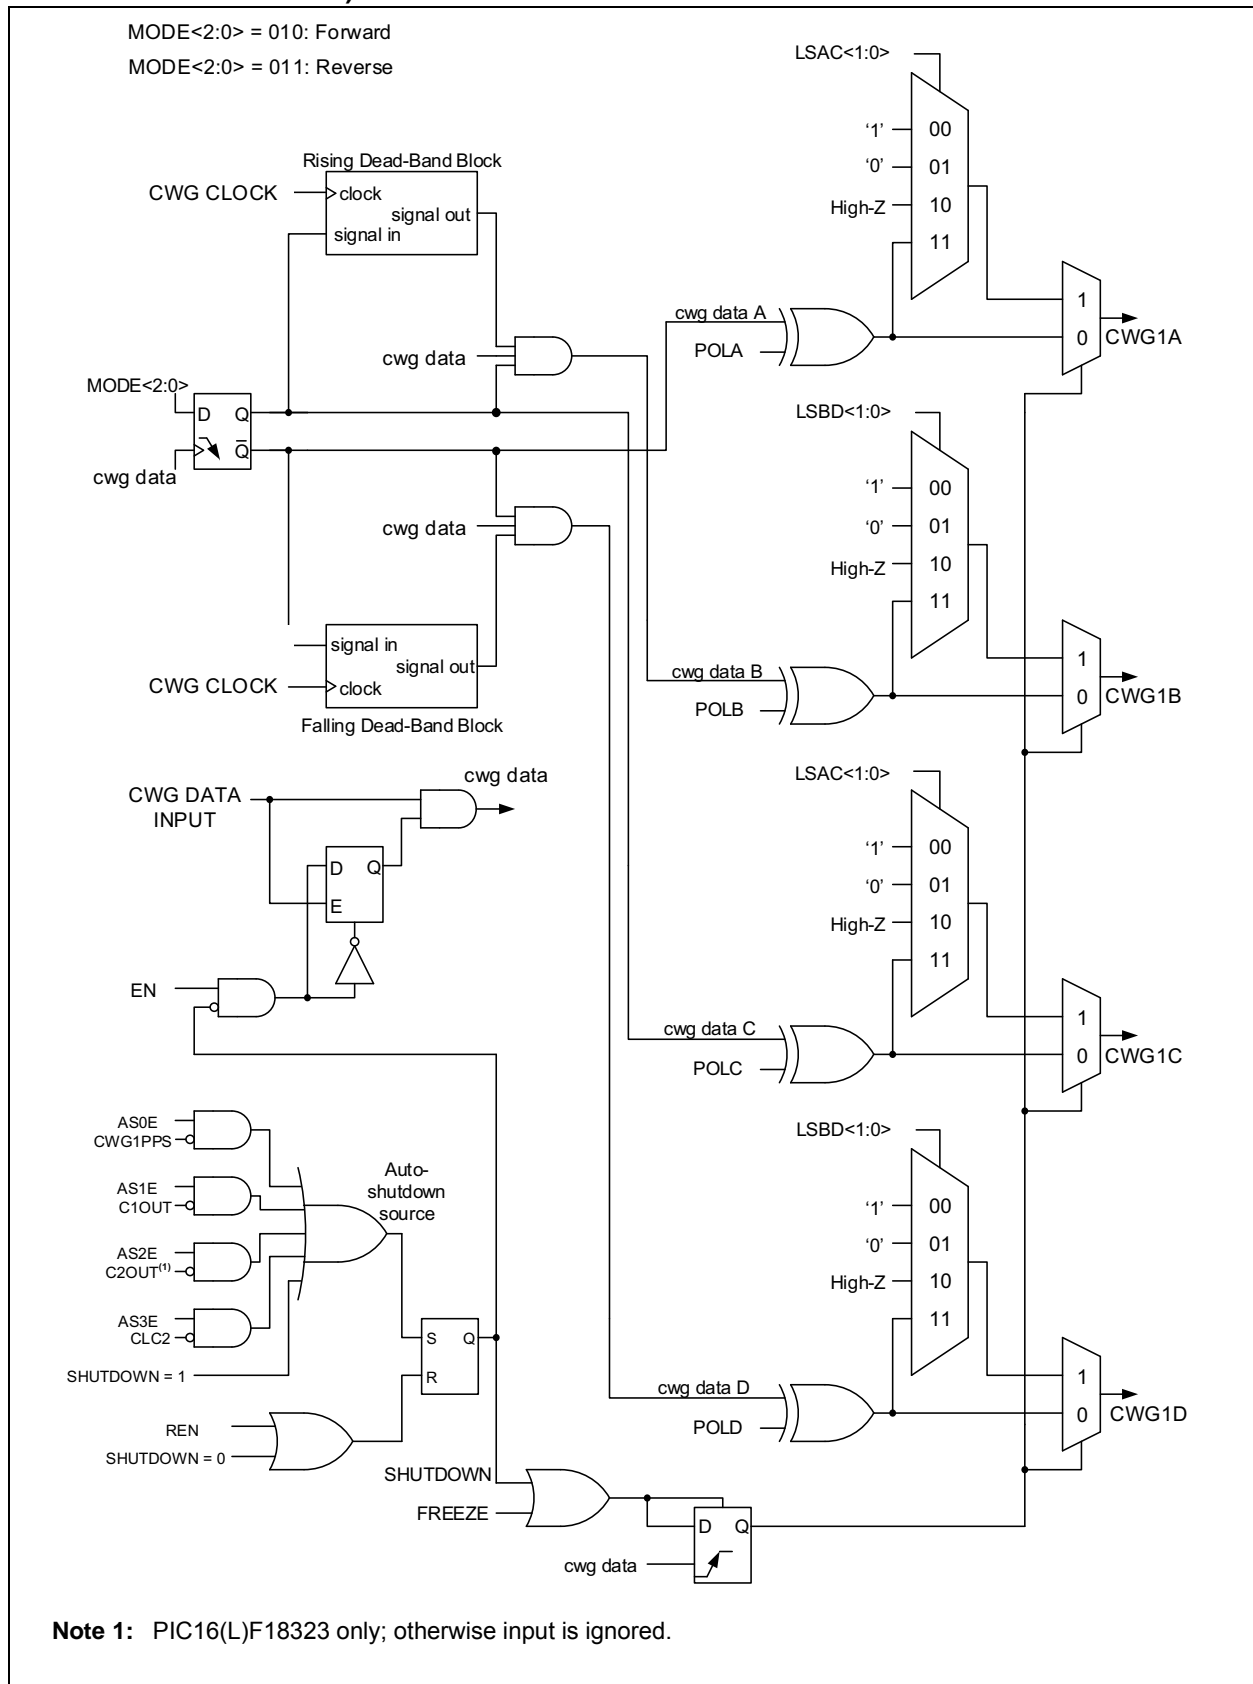 MODE<2:0> = 010: Forward
MODE<2:0> = 011: Reverse
LSAC<1:0>
‘1’
00
‘0’
01
High-Z
10
11
Rising Dead-Band Block
CWG CLOCK
clock
signal out
signal in
cwg data A
POLA
1
0
CWG1A
cwg data
MODE<2:0>
D
Q
Q̅
cwg data
LSBD<1:0>
‘1’
00
‘0’
01
High-Z
10
11
cwg data
signal in
signal out
CWG CLOCK
clock
Falling Dead-Band Block
cwg data B
POLB
1
0
CWG1B
CWG DATA
INPUT
cwg data
D
Q
E
EN
LSAC<1:0>
‘1’
00
‘0’
01
High-Z
10
11
cwg data C
POLC
1
0
CWG1C
AS0E
CWG1PPS
AS1E
C1OUT
AS2E
C2OUT(1)
AS3E
CLC2
SHUTDOWN = 1
Auto-
shutdown
source
S
Q
R
REN
SHUTDOWN = 0
LSBD<1:0>
‘1’
00
‘0’
01
High-Z
10
11
cwg data D
POLD
1
0
CWG1D
SHUTDOWN
FREEZE
D
Q
cwg data
Note 1: PIC16(L)F18323 only; otherwise input is ignored.